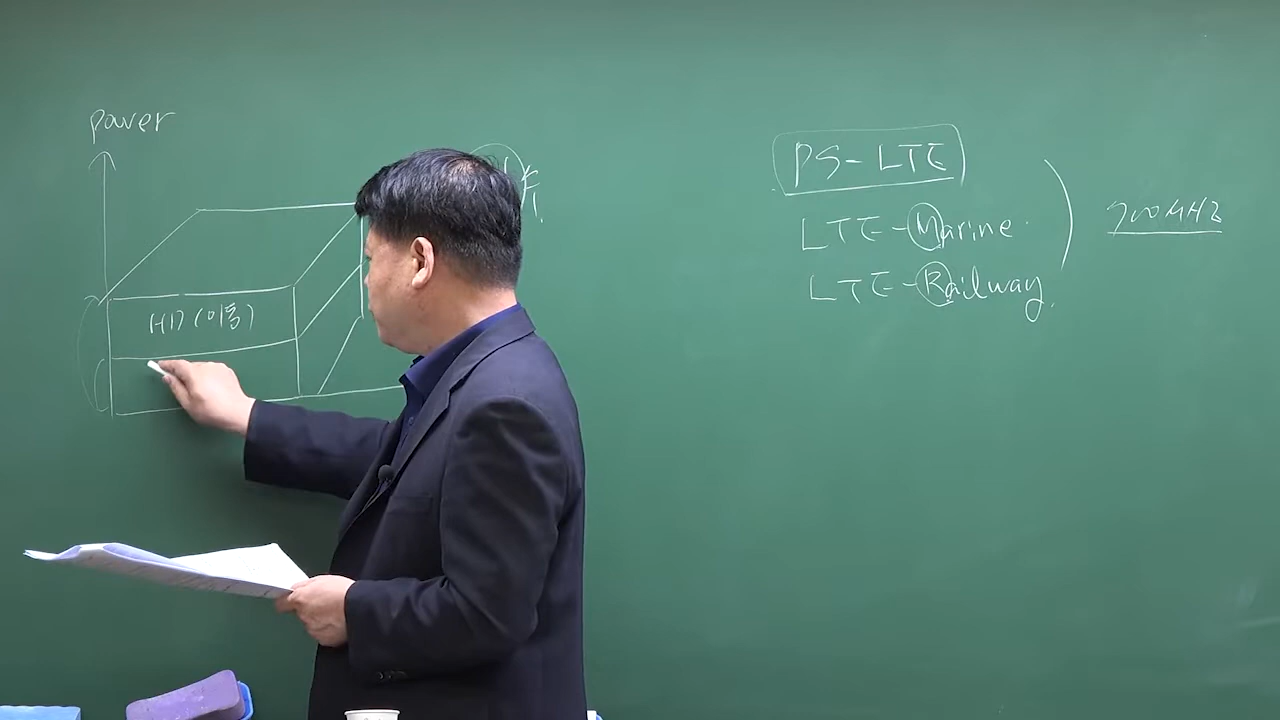 power
HD (이동)
PS-LTE
LTE-Marine
700MHz
LTE-Railway